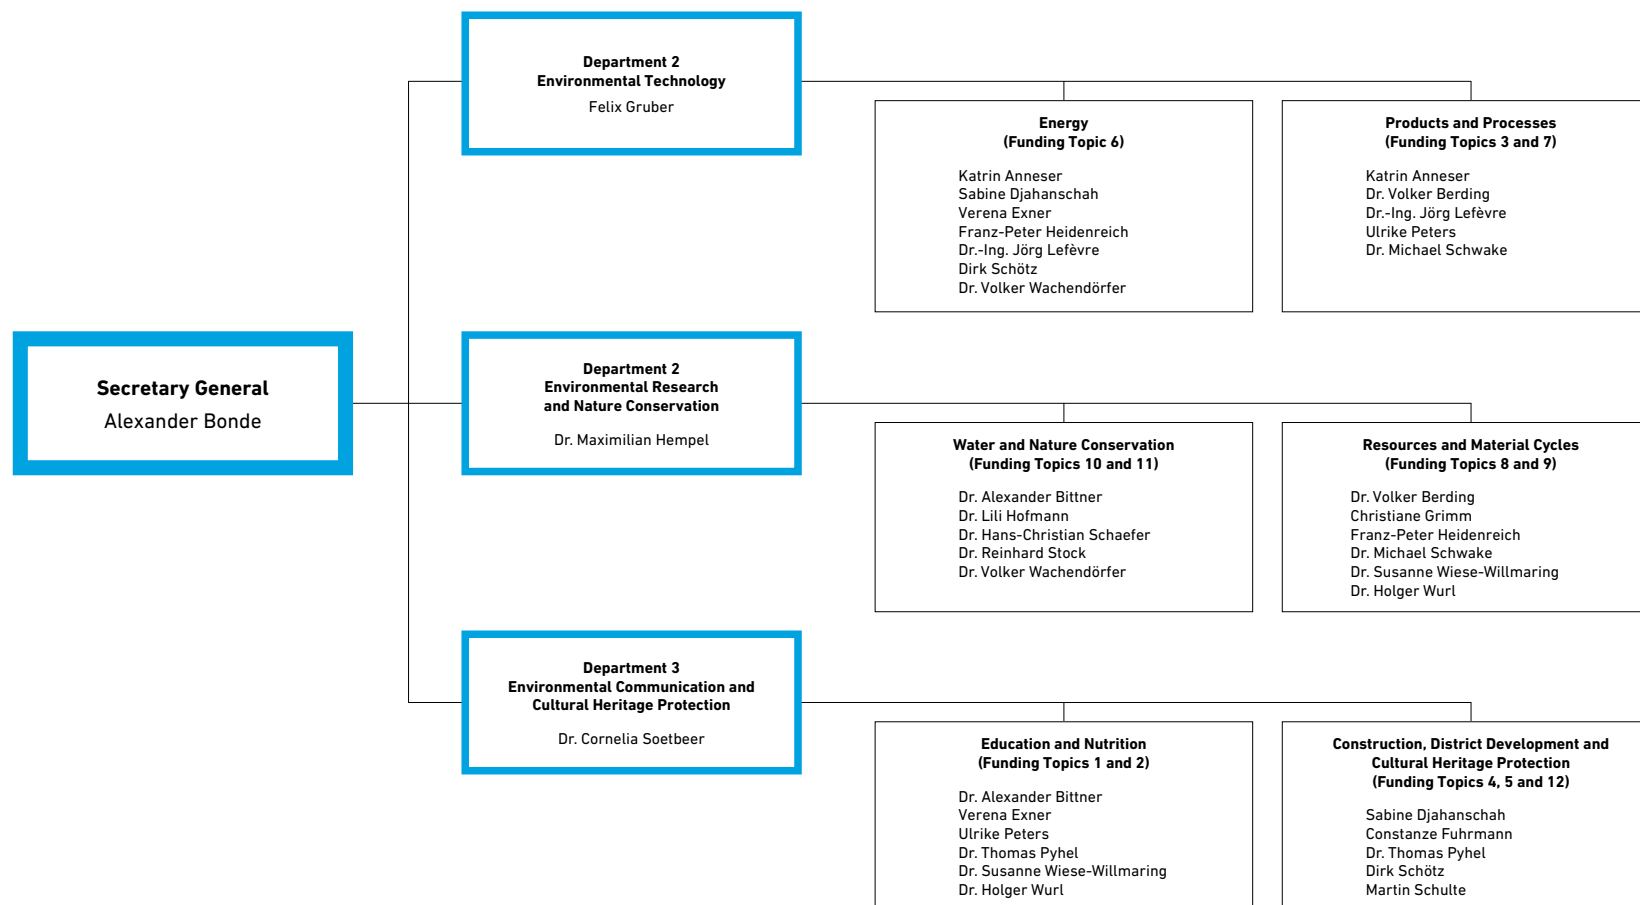 Secretary General
Alexander Bonde
Department 2
Environmental Technology
Felix Gruber
Energy
(Funding Topic 6)
Katrin Anneser
Sabine Djahanschah
Verena Exner
Franz-Peter Heidenreich
Dr.-Ing. Jörg Lefèvre
Dirk Schötz
Dr. Volker Wachendörfer
Products and Processes
(Funding Topics 3 and 7)
Katrin Anneser
Dr. Volker Berding
Dr.-Ing. Jörg Lefèvre
Ulrike Peters
Dr. Michael Schwake
Department 2
Environmental Research
and Nature Conservation
Dr. Maximilian Hempel
Water and Nature Conservation
(Funding Topics 10 and 11)
Dr. Alexander Bittner
Dr. Lili Hofmann
Dr. Hans-Christian Schaefer
Dr. Reinhard Stock
Dr. Volker Wachendörfer
Resources and Material Cycles
(Funding Topics 8 and 9)
Dr. Volker Berding
Christiane Grimm
Franz-Peter Heidenreich
Dr. Michael Schwake
Dr. Susanne Wiese-Willmaring
Dr. Holger Wurl
Department 3
Environmental Communication and
Cultural Heritage Protection
Dr. Cornelia Soetbeer
Education and Nutrition
(Funding Topics 1 and 2)
Dr. Alexander Bittner
Verena Exner
Ulrike Peters
Dr. Thomas Pyhel
Dr. Susanne Wiese-Willmaring
Dr. Holger Wurl
Construction, District Development and
Cultural Heritage Protection
(Funding Topics 4, 5 and 12)
Sabine Djahanschah
Constanze Fuhrmann
Dr. Thomas Pyhel
Dirk Schötz
Martin Schulte